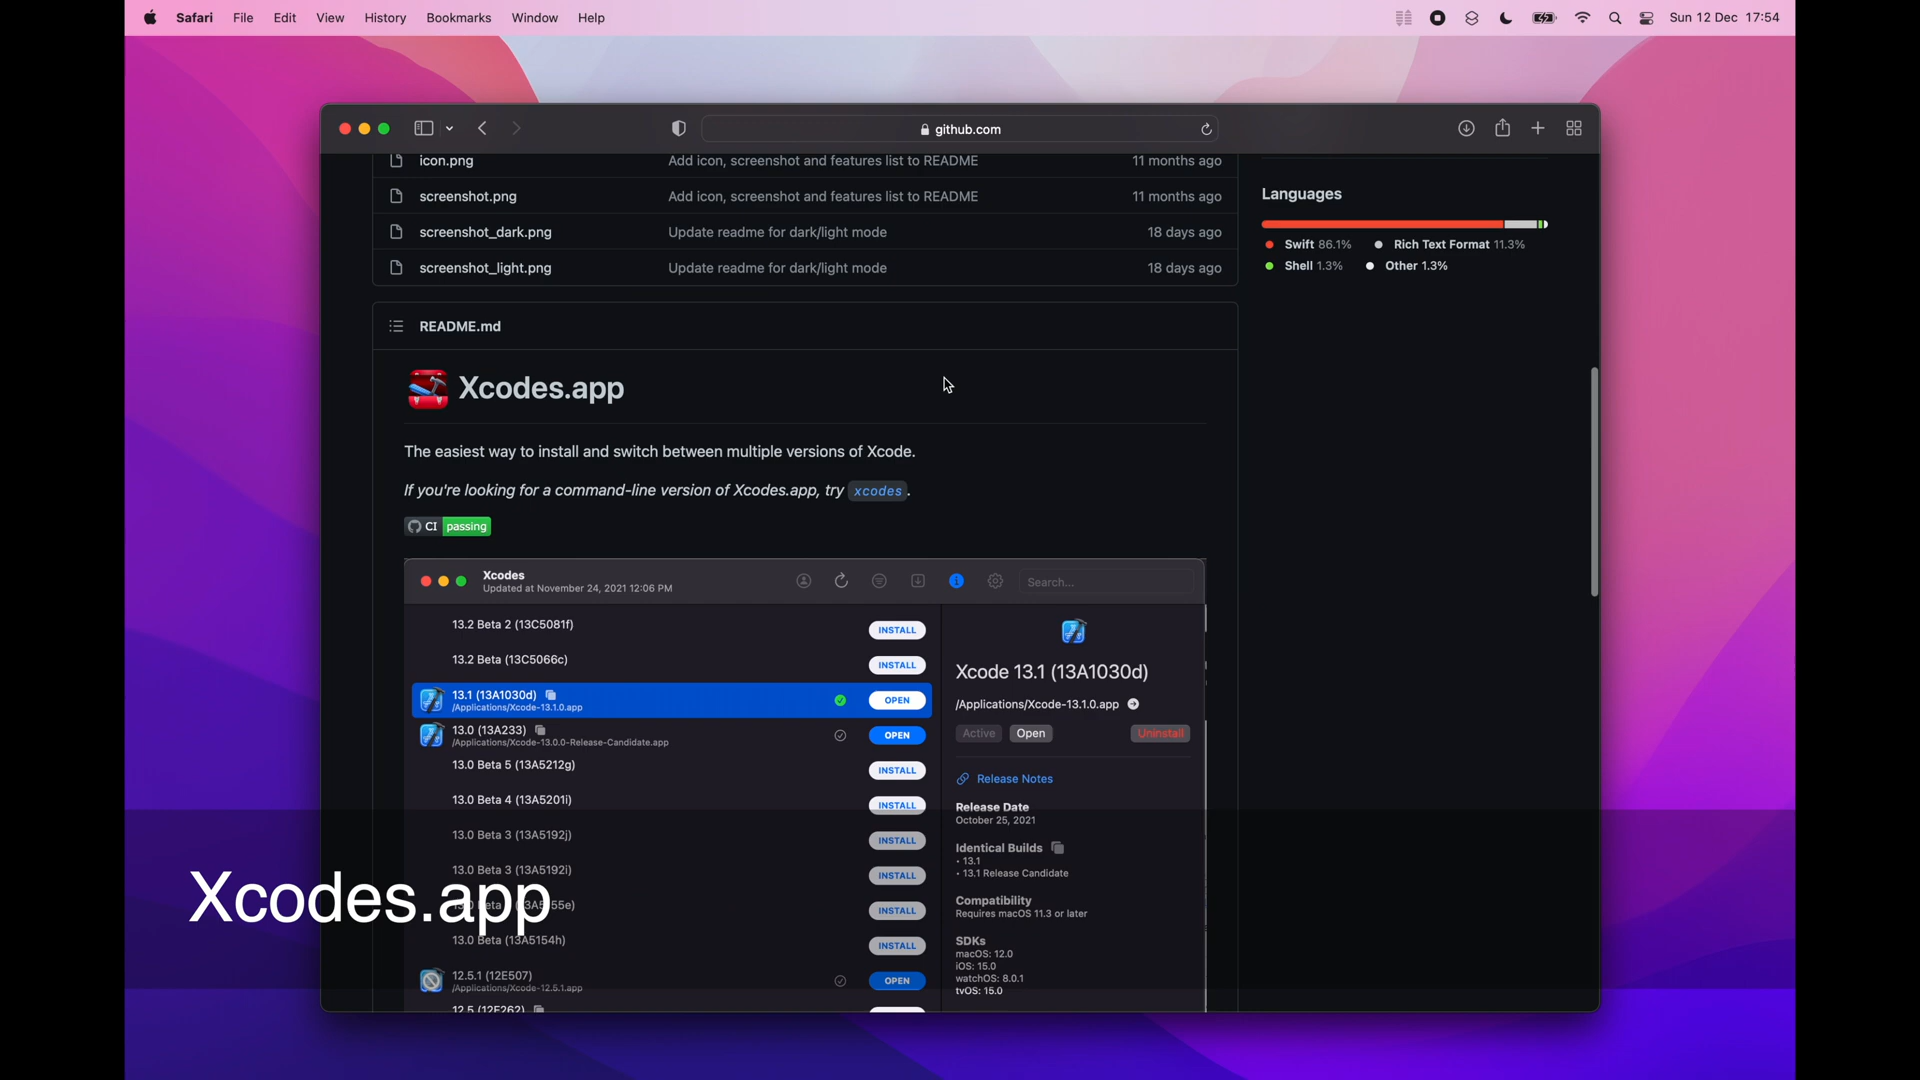 Safari File Edit View History Bookmarks Window Help Sun 12 Dec 17:54
github.com
icon.png Add icon, screenshot and features list to README 11 months ago
screenshot.png Add icon, screenshot and features list to README 11 months ago
screenshot_dark.png Update readme for dark/light mode 18 days ago
screenshot_light.png Update readme for dark/light mode 18 days ago
Languages
Swift 86.1% Rich Text Format 11.3%
Shell 1.3% Other 1.3%
README.md
Xcodes.app
The easiest way to install and switch between multiple versions of Xcode.
If you're looking for a command-line version of Xcodes.app, try xcodes.
CI passing
Xcodes
Updated at November 24, 2021 12:06 PM
Search...
13.2 Beta 2 (13C5081f) INSTALL
13.2 Beta (13C5066c) INSTALL
13.1 (13A1030d) OPEN
/Applications/Xcode-13.1.0.app
13.0 (13A233) OPEN
/Applications/Xcode-13.0.0-Release-Candidate.app
13.0 Beta 5 (13A5212g) INSTALL
13.0 Beta 4 (13A5201i) INSTALL
13.0 Beta 3 (13A5192j) INSTALL
13.0 Beta 3 (13A5192i) INSTALL
INSTALL
13.0 Beta (13A5154h) INSTALL
12.5.1 (12E507) OPEN
/Applications/Xcode-12.5.1.app
12.5 (12E262)
Xcode 13.1 (13A1030d)
/Applications/Xcode-13.1.0.app
Active Open Uninstall
Release Notes
Release Date
October 25, 2021
Identical Builds
• 13.1
• 13.1 Release Candidate
Compatibility
Requires macOS 11.3 or later
SDKs
macOS: 12.0
iOS: 15.0
watchOS: 8.0.1
tvOS: 15.0
Xcodes.app